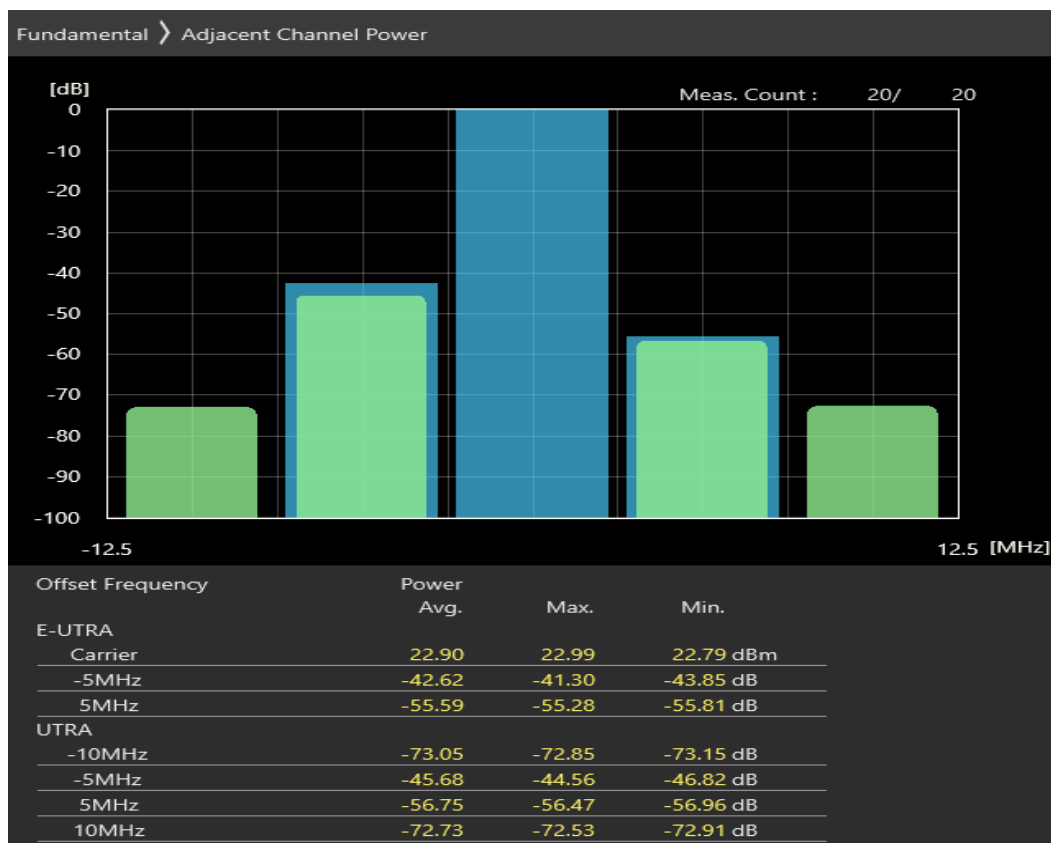 Fundamental 〉 Adjacent Channel Power
[dB]
Meas. Count : 20/ 20
0
-10
-20
-30
-40
-50
-60
-70
-80
-90
-100
-12.5 12.5 [MHz]
Offset Frequency Power
Avg. Max. Min.
E-UTRA
Carrier 22.90 22.99 22.79 dBm
-5MHz -42.62 -41.30 -43.85 dB
5MHz -55.59 -55.28 -55.81 dB
UTRA
-10MHz -73.05 -72.85 -73.15 dB
-5MHz -45.68 -44.56 -46.82 dB
5MHz -56.75 -56.47 -56.96 dB
10MHz -72.73 -72.53 -72.91 dB